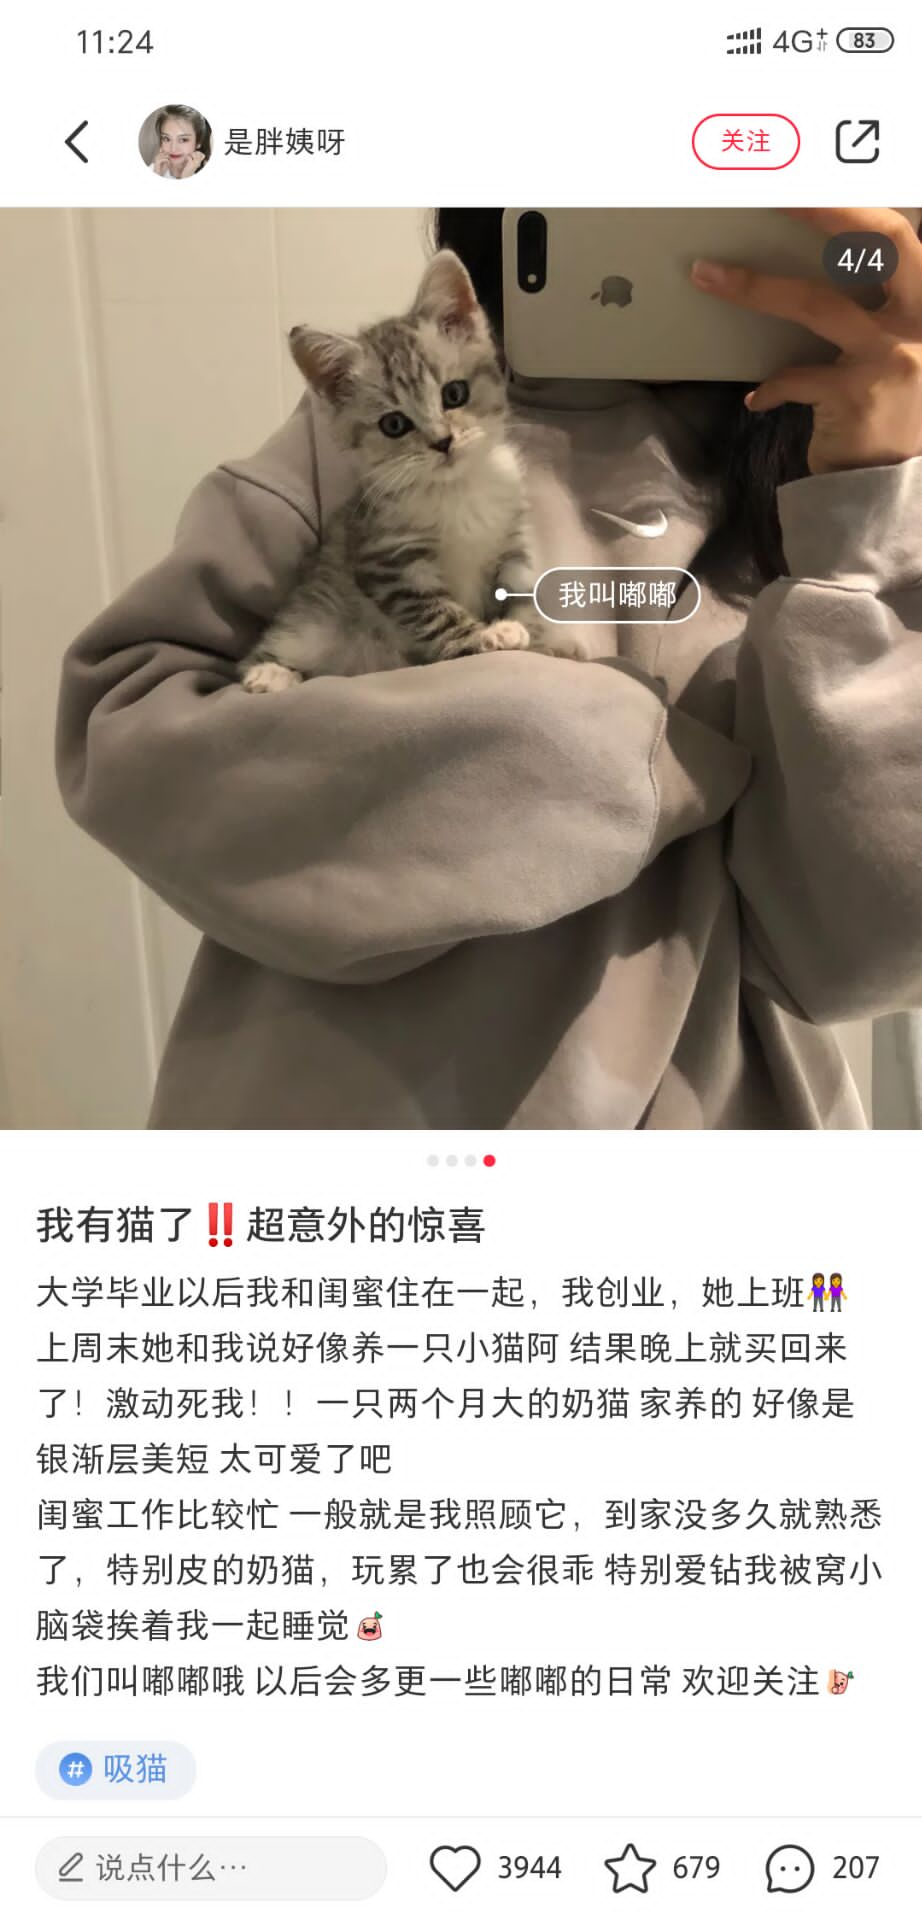 11:24
4G+ 83
是胖姨呀
关注
4/4
我叫嘟嘟
我有猫了‼️超意外的惊喜
大学毕业以后我和闺蜜住在一起，我创业，她上班👭
上周末她和我说好像养一只小猫阿 结果晚上就买回来
了！激动死我！！一只两个月大的奶猫 家养的 好像是
银渐层美短 太可爱了吧
闺蜜工作比较忙 一般就是我照顾它，到家没多久就熟悉
了，特别皮的奶猫，玩累了也会很乖 特别爱钻我被窝小
脑袋挨着我一起睡觉
我们叫嘟嘟哦 以后会多更一些嘟嘟的日常 欢迎关注
# 吸猫
说点什么…
3944
679
207